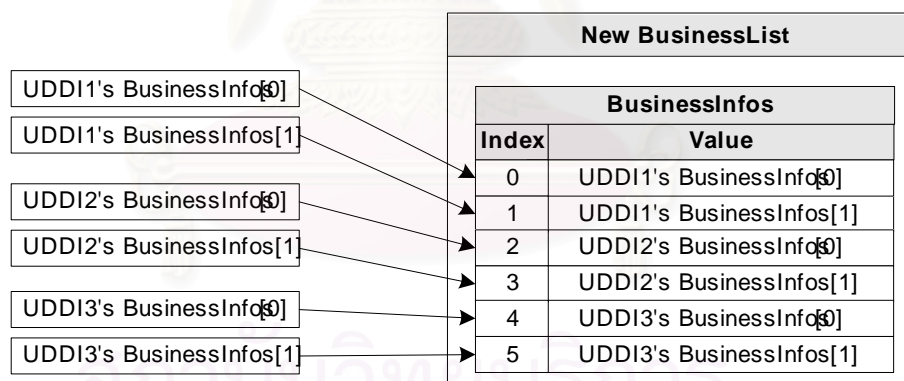 New BusinessList
UDDI1's BusinessInfos[0]
UDDI1's BusinessInfos[1]
UDDI2's BusinessInfos[0]
UDDI2's BusinessInfos[1]
UDDI3's BusinessInfos[0]
UDDI3's BusinessInfos[1]
BusinessInfos
Index Value
0 UDDI1's BusinessInfos[0]
1 UDDI1's BusinessInfos[1]
2 UDDI2's BusinessInfos[0]
3 UDDI2's BusinessInfos[1]
4 UDDI3's BusinessInfos[0]
5 UDDI3's BusinessInfos[1]